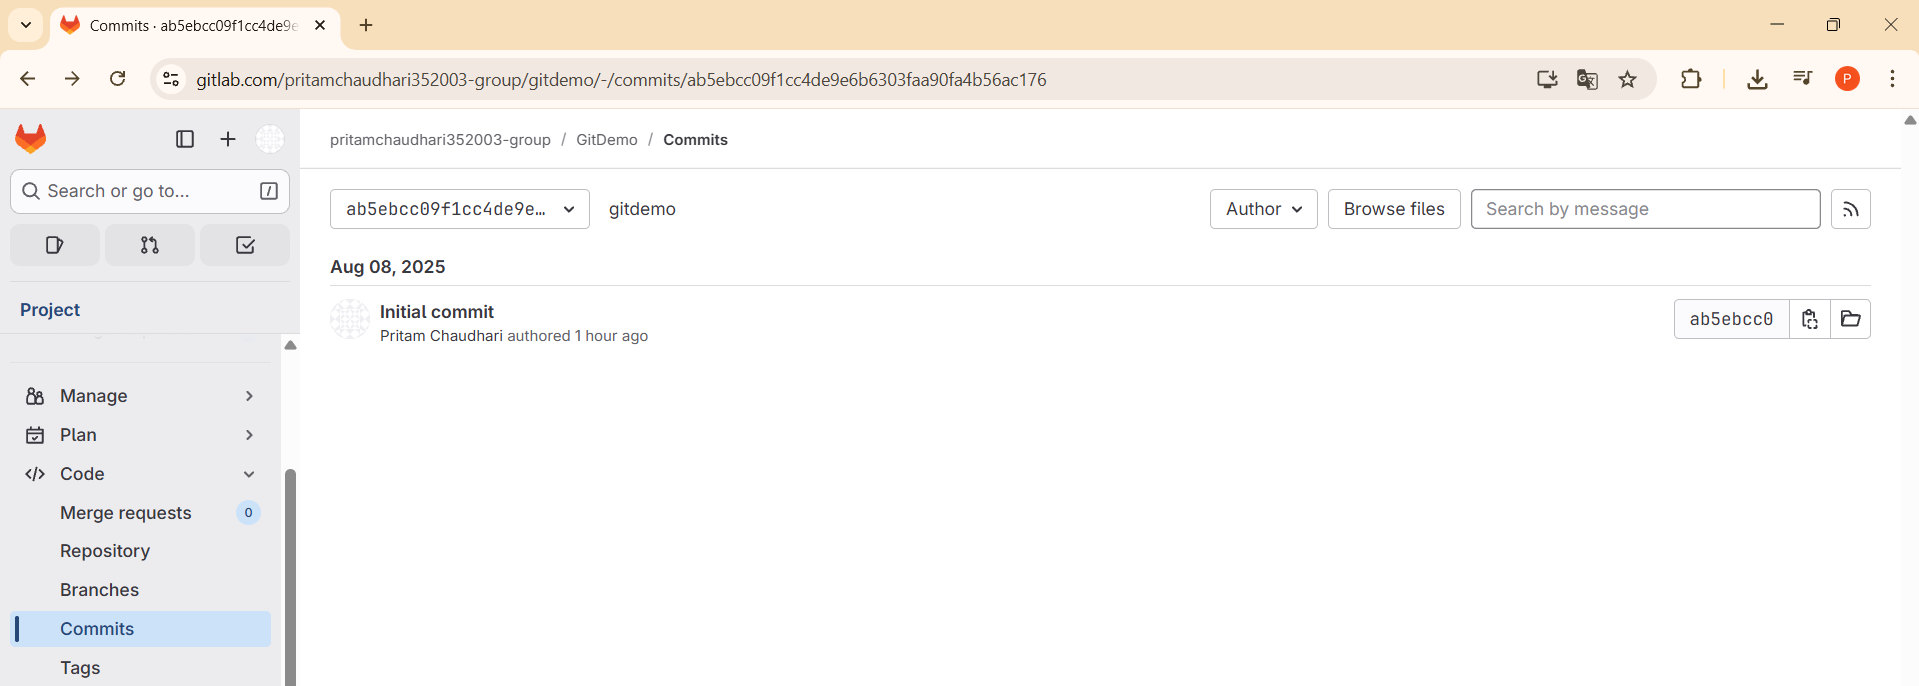 Commits · ab5ebcc09f1cc4de9e
gitlab.com/pritamchaudhari352003-group/gitdemo/-/commits/ab5ebcc09f1cc4de9e6b6303faa90fa4b56ac176
P
Search or go to...
/
Project
Manage
Plan
Code
Merge requests 0
Repository
Branches
Commits
Tags
pritamchaudhari352003-group / GitDemo / Commits
ab5ebcc09f1cc4de9e… gitdemo
Author Browse files Search by message
Aug 08, 2025
Initial commit
Pritam Chaudhari authored 1 hour ago
ab5ebcc0